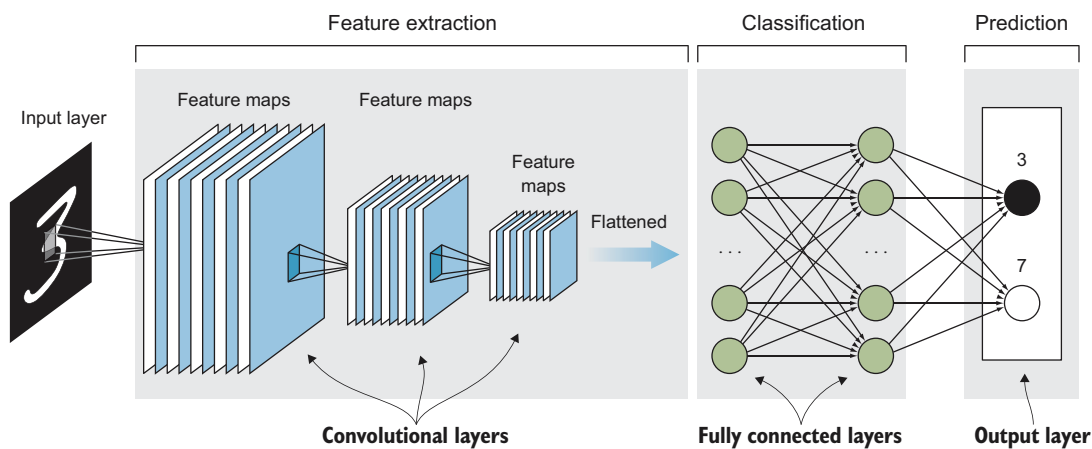 Feature extraction
Classification
Prediction
Input layer
Feature maps
Feature maps
Feature
maps
Flattened
3
7
. . .
. . .
3
Convolutional layers
Fully connected layers
Output layer